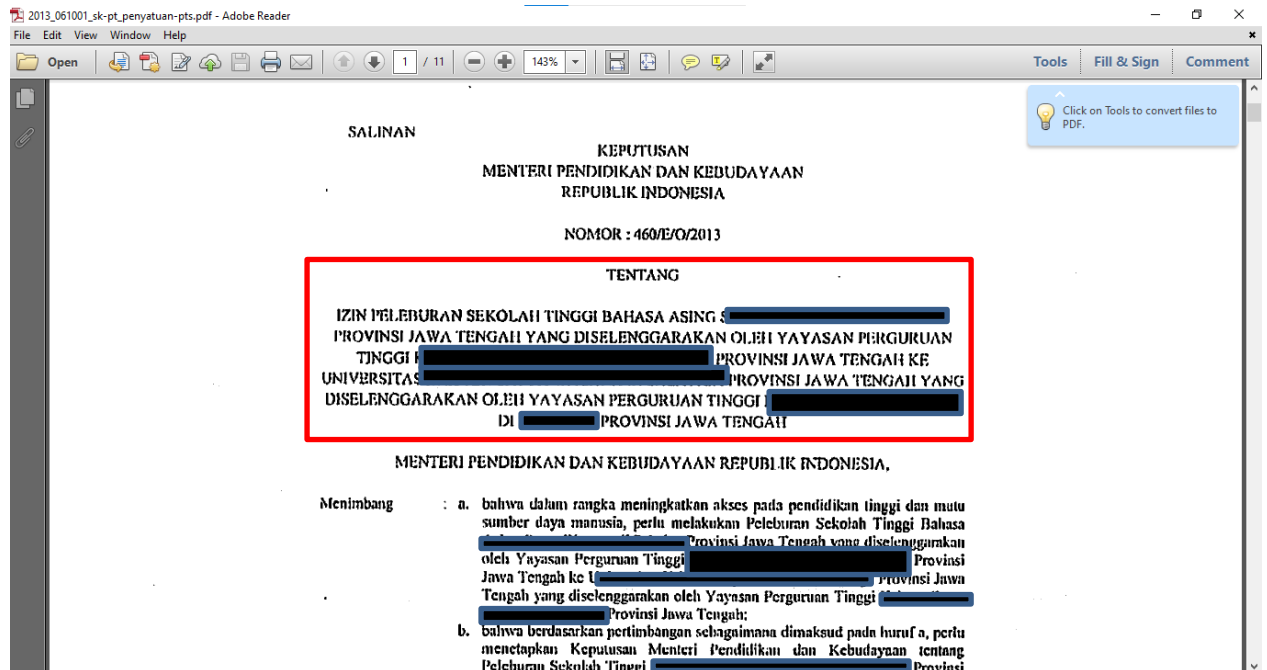 2013_061001_sk-pt_penyatuan-pts.pdf - Adobe Reader
File Edit View Window Help
Open 1 / 11 143% Tools Fill & Sign Comment
Click on Tools to convert files to
PDF.
SALINAN
KEPUTUSAN
MENTERI PENDIDIKAN DAN KEBUDAYAAN
REPUBLIK INDONESIA
NOMOR : 460/E/O/2013
TENTANG
IZIN PELEBURAN SEKOLAH TINGGI BAHASA ASING
PROVINSI JAWA TENGAH YANG DISELENGGARAKAN OLEH YAYASAN PERGURUAN
TINGGI PROVINSI JAWA TENGAH KE
UNIVERSITAS PROVINSI JAWA TENGAH YANG
DISELENGGARAKAN OLEH YAYASAN PERGURUAN TINGGI
DI PROVINSI JAWA TENGAH
MENTERI PENDIDIKAN DAN KEBUDAYAAN REPUBLIK INDONESIA,
Menimbang : a. bahwa dalam rangka meningkatkan akses pada pendidikan tinggi dan mutu
sumber daya manusia, perlu melakukan Peleburan Sekolah Tinggi Bahasa
Provinsi Jawa Tengah yang diselenggarakan
oleh Yayasan Perguruan Tinggi Provinsi
Jawa Tengah ke Provinsi Jawa
Tengah yang diselenggarakan oleh Yayasan Perguruan Tinggi
Provinsi Jawa Tengah;
b. bahwa berdasarkan pertimbangan sebagaimana dimaksud pada huruf a, perlu
menetapkan Keputusan Menteri Pendidikan dan Kebudayaan tentang
Peleburan Sekolah Tinggi Provinsi